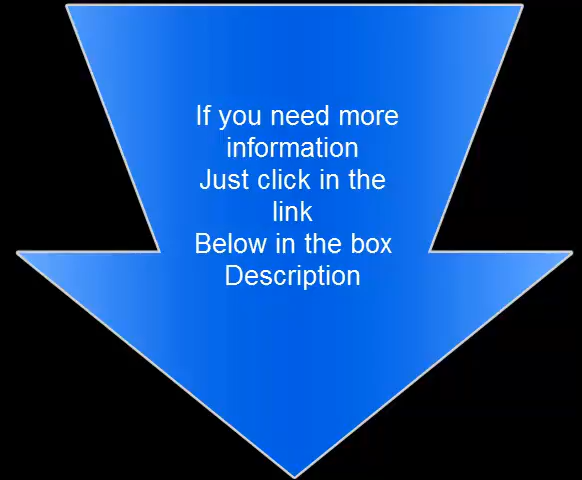 If you need more
information
Just click in the
link
Below in the box
Description